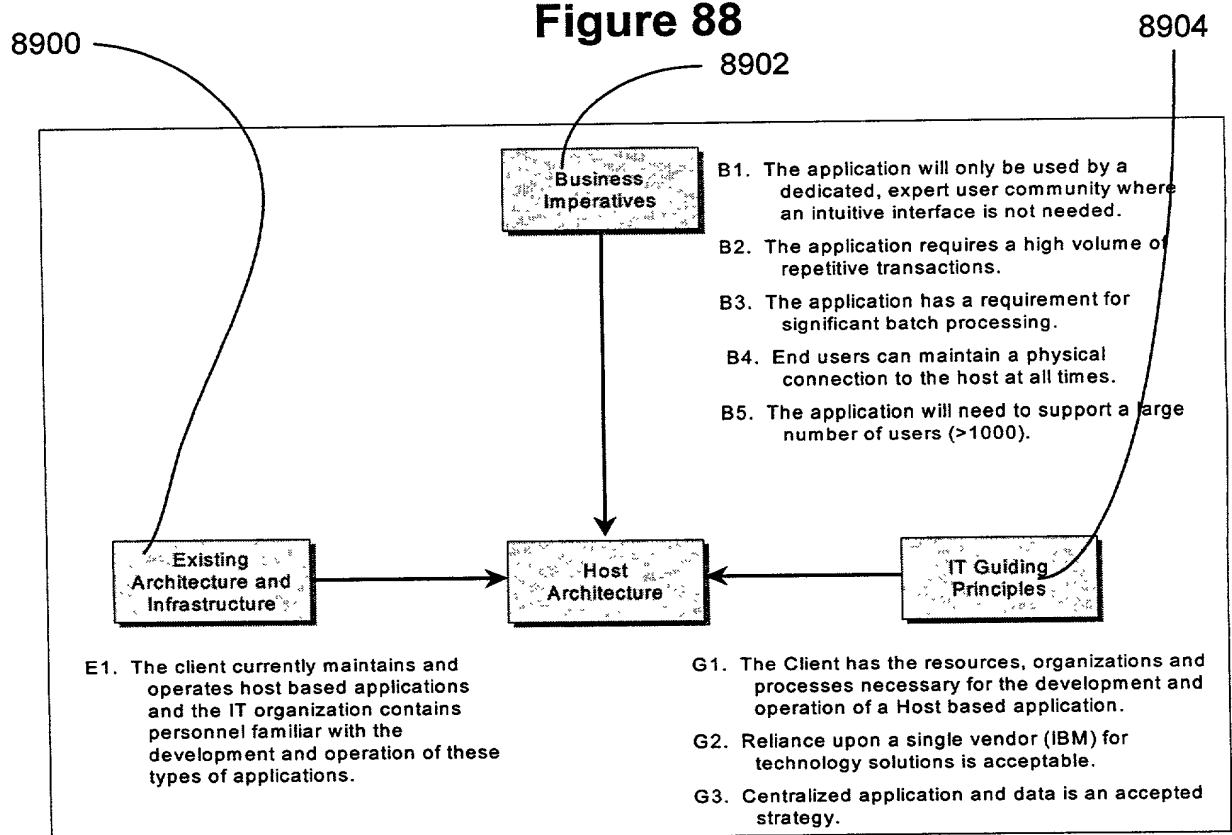 Figure 88
8900
8902
8904
Business
Imperatives
B1. The application will only be used by a
dedicated, expert user community where
an intuitive interface is not needed.
B2. The application requires a high volume of
repetitive transactions.
B3. The application has a requirement for
significant batch processing.
B4. End users can maintain a physical
connection to the host at all times.
B5. The application will need to support a large
number of users (>1000).
Existing
Architecture and
Infrastructure
Host
Architecture
IT Guiding
Principles
E1. The client currently maintains and
operates host based applications
and the IT organization contains
personnel familiar with the
development and operation of these
types of applications.
G1. The Client has the resources, organizations and
processes necessary for the development and
operation of a Host based application.
G2. Reliance upon a single vendor (IBM) for
technology solutions is acceptable.
G3. Centralized application and data is an accepted
strategy.